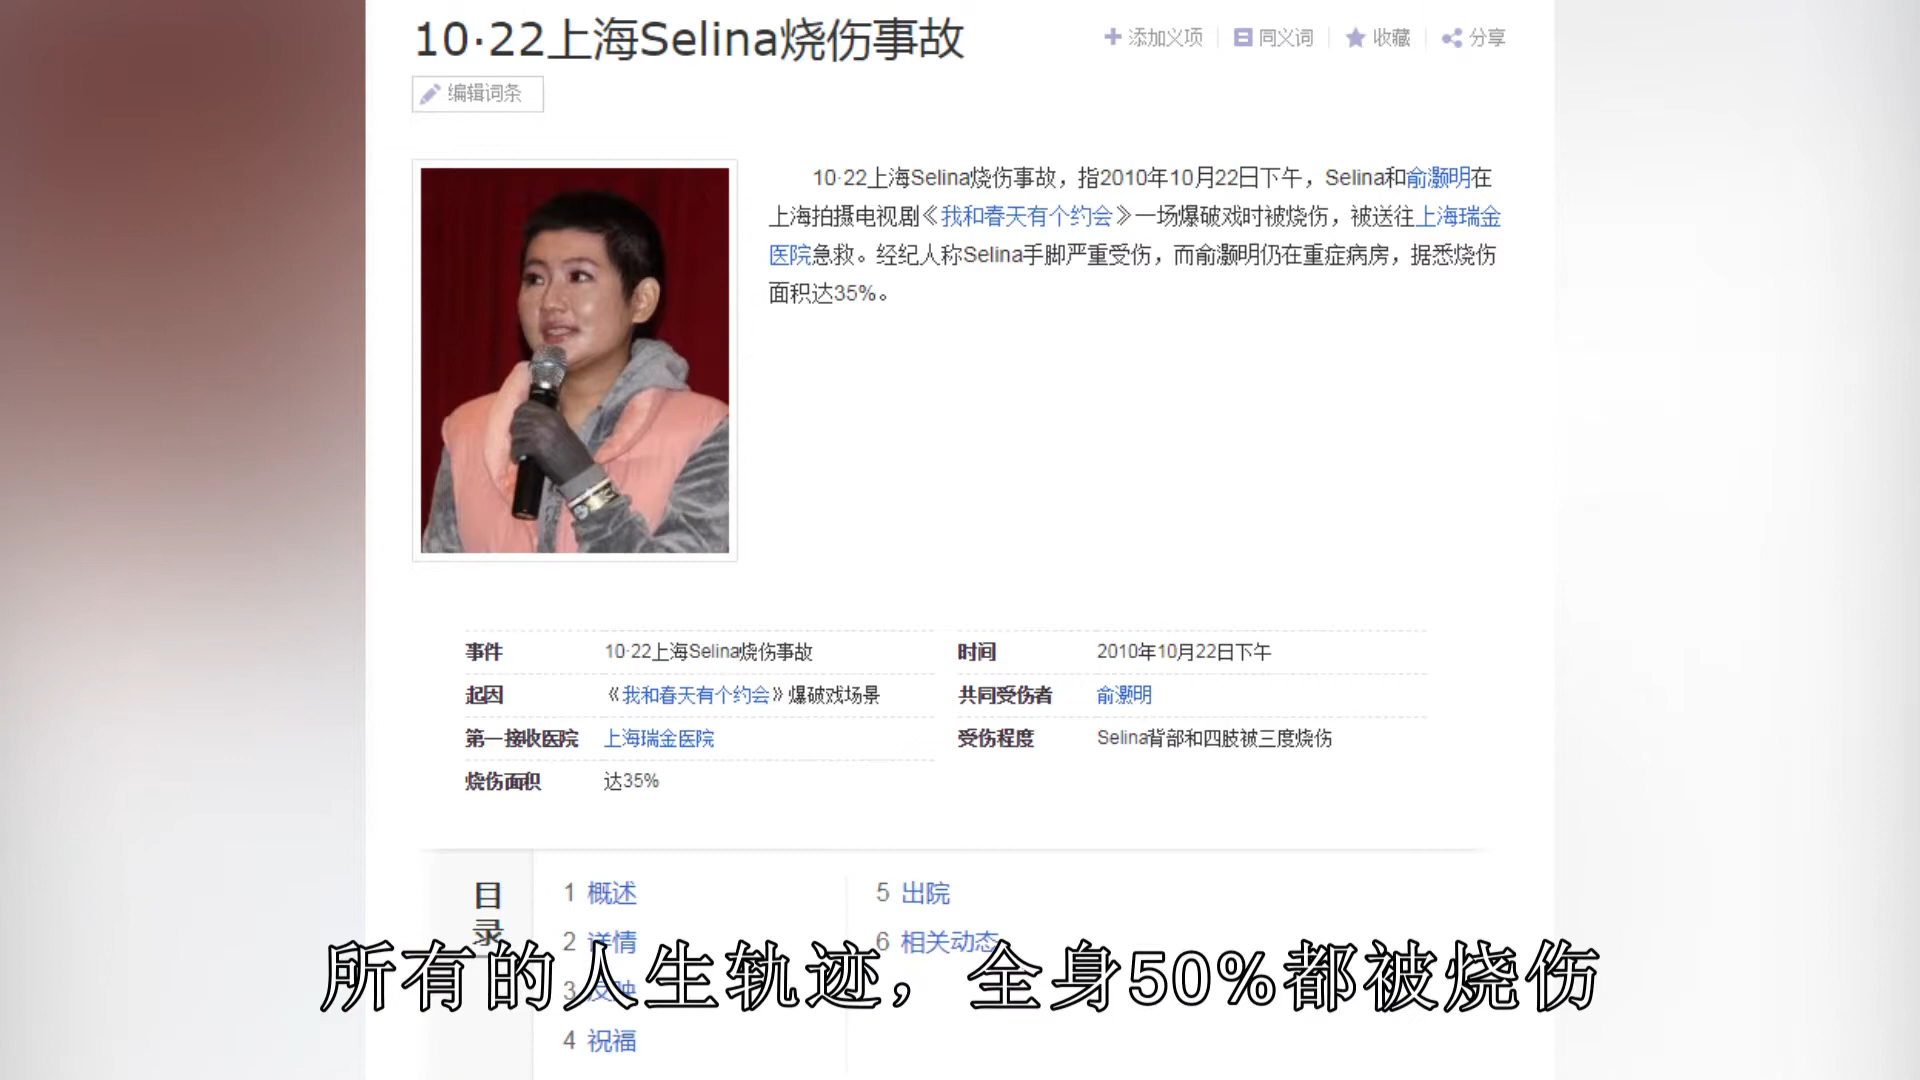 10·22上海Selina烧伤事故
添加义项
同义词
收藏
分享
编辑词条
10·22上海Selina烧伤事故，指2010年10月22日下午，Selina和俞灏明在
上海拍摄电视剧《我和春天有个约会》一场爆破戏时被烧伤，被送往上海瑞金
医院急救。经纪人称Selina手脚严重受伤，而俞灏明仍在重症病房，据悉烧伤
面积达35%。
事件 10·22上海Selina烧伤事故 时间 2010年10月22日下午
起因 《我和春天有个约会》爆破戏场景 共同受伤者 俞灏明
第一接收医院 上海瑞金医院 受伤程度 Selina背部和四肢被三度烧伤
烧伤面积 达35%
目录
1 概述
2 详情
3 反映
4 祝福
5 出院
6 相关动态
所有的人生轨迹，全身50%都被烧伤